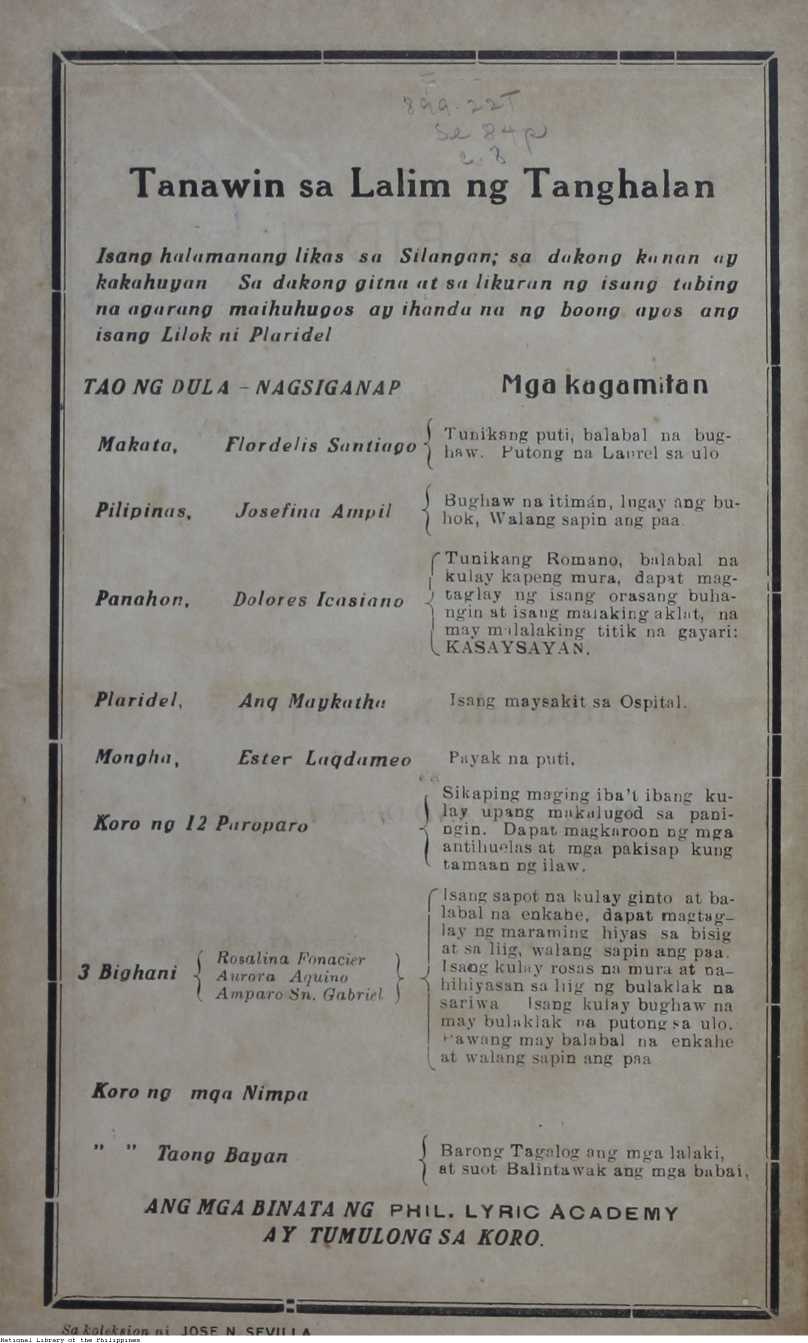 899.22T
Se 84p
c.3
Tanawin sa Lalim ng Tanghalan
Isang halamanang likas sa Silangan; sa dakong kanan ay
kakahuyan Sa dakong gitna at sa likuran ng isang tabing
na agarang maihuhugos ay ihanda na ng boong ayos ang
isang Lilok ni Plaridel
TAO NG DULA - NAGSIGANAP Mga kagamitan
Makata, Flordelis Santiago Tunikang puti, balabal na bug-
haw. Putong na Laurel sa ulo
Pilipinas, Josefina Ampil Bughaw na itimán, lugay ang bu-
hok, Walang sapin ang paa.
Panahon, Dolores Icasiano Tunikang Romano, balabal na
kulay kapeng mura, dapat mag-
taglay ng isang orasang buha-
ngin at isang malaking aklat, na
may malalaking titik na gayari:
KASAYSAYAN.
Plaridel, Ang Maykatha Isang maysakit sa Ospital.
Mongha, Ester Lagdameo Payak na puti.
Koro ng 12 Paroparo Sikaping maging iba't ibang ku-
lay upang makalugod sa pani-
ngin. Dapat magkaroon ng mga
antihuelas at mga pakisap kung
tamaan ng ilaw.
3 Bighani Rosalina Fonacier
Aurora Aquino
Amparo Sn. Gabriel
Isang sapot na kulay ginto at ba-
labal na enkahe, dapat magtag-
lay ng maraming hiyas sa bisig
at sa liig, walang sapin ang paa.
Isang kulay rosas na mura at na-
hihiyasan sa liig ng bulaklak na
sariwa Isang kulay bughaw na
may bulaklak na putong sa ulo.
Pawang may balabal na enkahe
at walang sapin ang paa
Koro ng mga Nimpa
" " Taong Bayan Barong Tagalog ang mga lalaki,
at suot Balintawak ang mga babai,
ANG MGA BINATA NG PHIL. LYRIC ACADEMY
AY TUMULONG SA KORO.
Sa koleksion ni JOSE N. SEVILLA
National Library of the Philippines